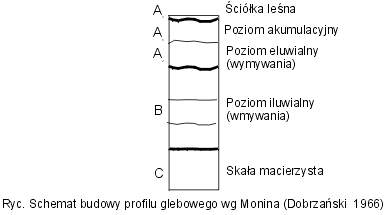 A. Ściółka leśna
A. Poziom akumulacyjny
A. Poziom eluwialny
(wymywania)
B Poziom iluwialny
(wmywania)
C Skała macierzysta
Ryc. Schemat budowy profilu glebowego wg Monina (Dobrzański 1966)